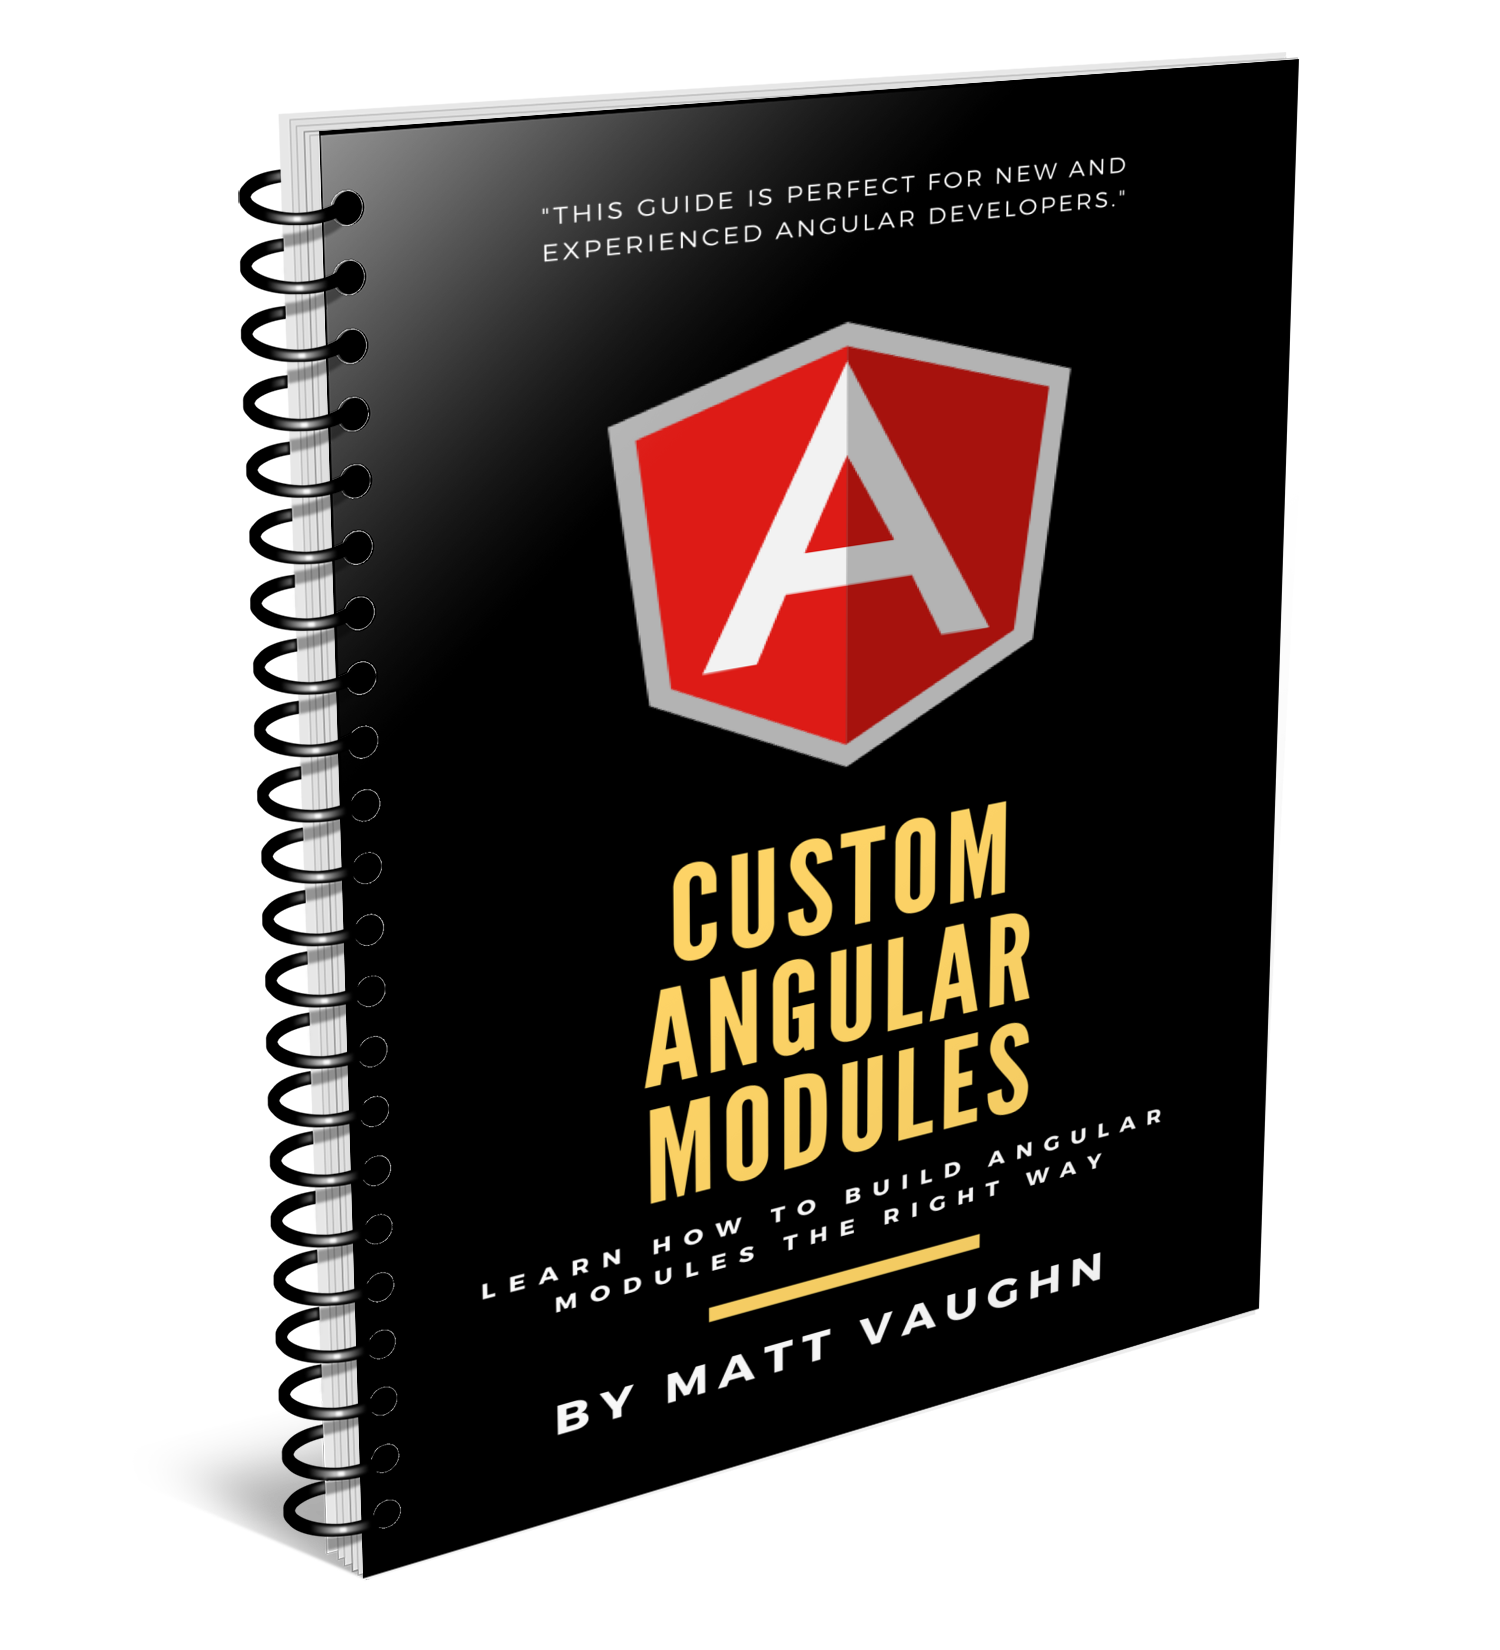 "THIS GUIDE IS PERFECT FOR NEW AND
EXPERIENCED ANGULAR DEVELOPERS."
A
CUSTOM
ANGULAR
MODULES
LEARN HOW TO BUILD ANGULAR
MODULES THE RIGHT WAY
BY MATT VAUGHN